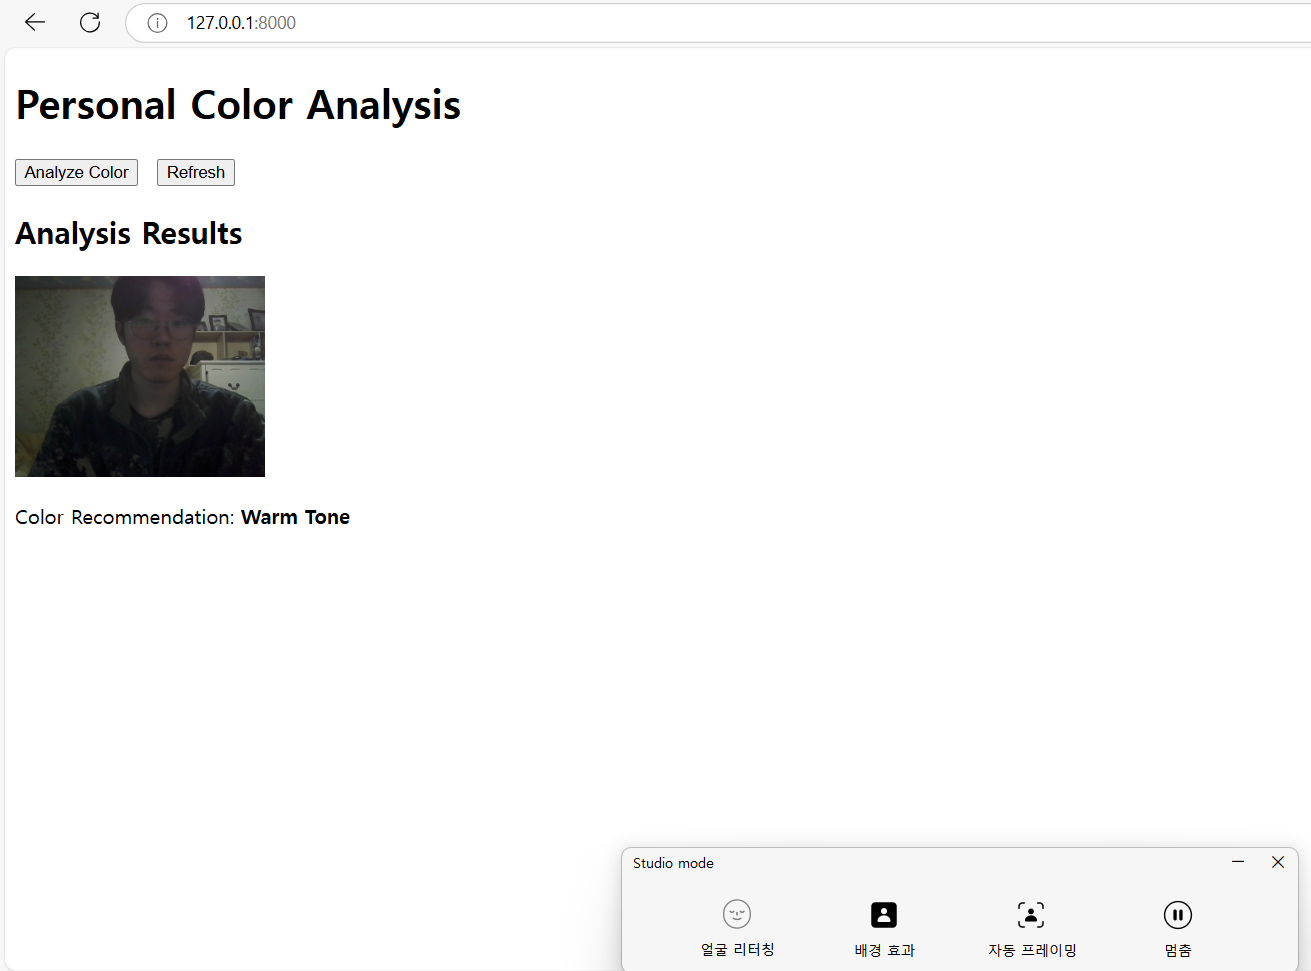 127.0.0.1:8000
Personal Color Analysis
Analyze Color Refresh
Analysis Results
Color Recommendation: Warm Tone
Studio mode
얼굴 리터칭 배경 효과 자동 프레이밍 멈춤